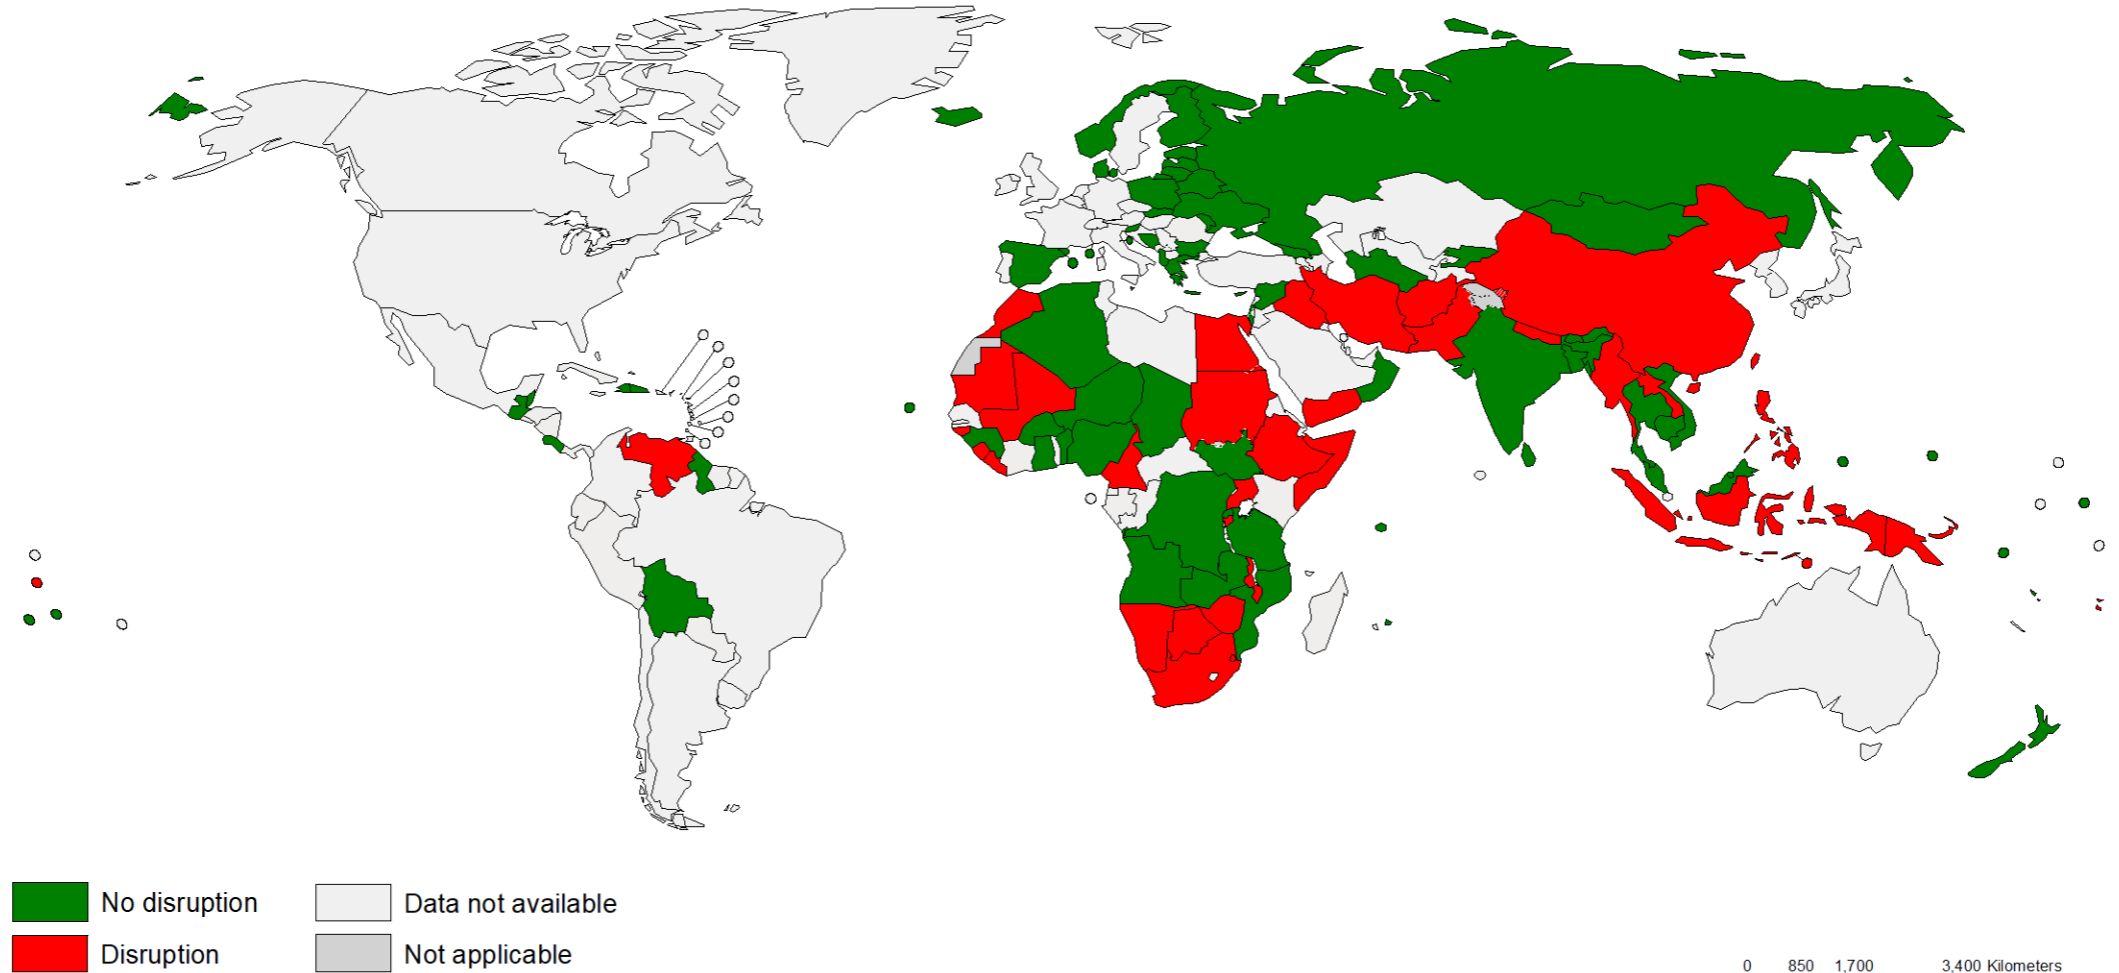 No disruption
Data not available
Disruption
Not applicable
0 850 1,700 3,400 Kilometers